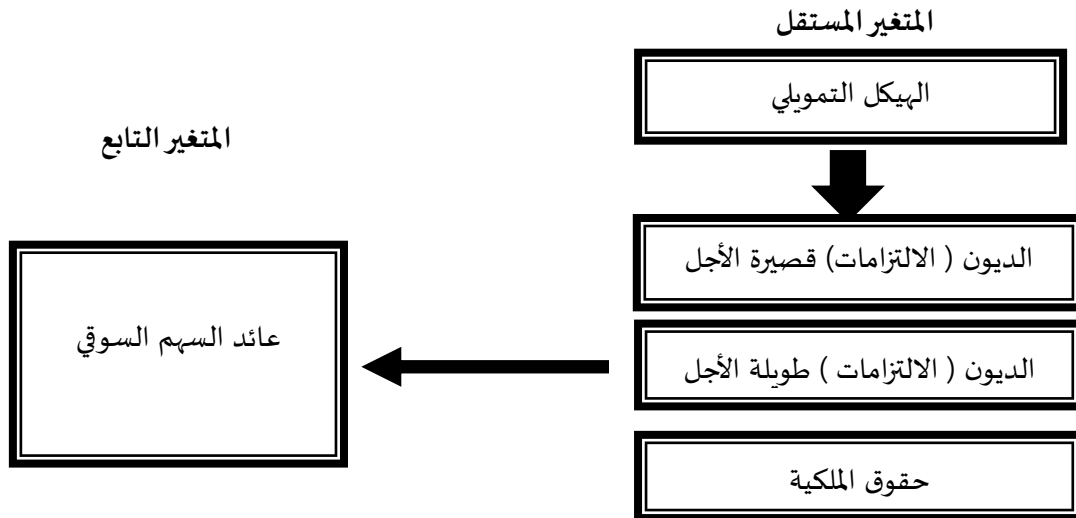 المتغير المستقل
الهيكل التمويلي
الديون ( الالتزامات) قصيرة الأجل
الديون ( الالتزامات ) طويلة الأجل
حقوق الملكية
المتغير التابع
عائد السهم السوقي